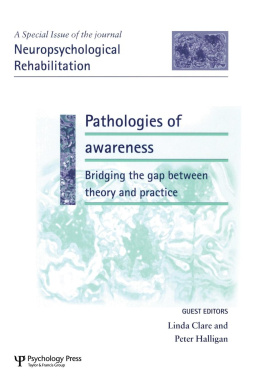 A Special Issue of the journal
Neuropsychological
Rehabilitation
Pathologies of
awareness
Bridging the gap between
theory and practice
GUEST EDITORS
Linda Clare and
Peter Halligan
Psychology Press
Taylor & Francis Group